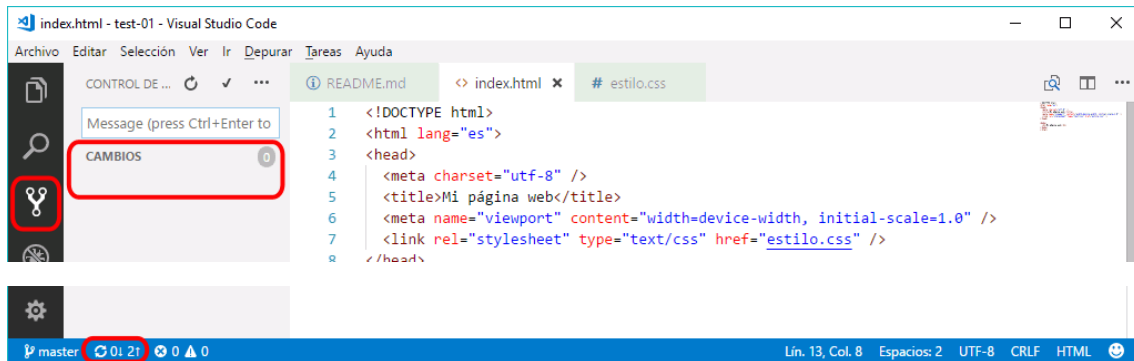 index.html - test-01 - Visual Studio Code
Archivo Editar Selección Ver Ir Depurar Tareas Ayuda
CONTROL DE ...
README.md
index.html
# estilo.css
Message (press Ctrl+Enter to
CAMBIOS 0
1 <!DOCTYPE html>
2 <html lang="es">
3 <head>
4 <meta charset="utf-8" />
5 <title>Mi página web</title>
6 <meta name="viewport" content="width=device-width, initial-scale=1.0" />
7 <link rel="stylesheet" type="text/css" href="estilo.css" />
8 </head>
master 0↓ 2↑ 0 0
Lín. 13, Col. 8 Espacios: 2 UTF-8 CRLF HTML